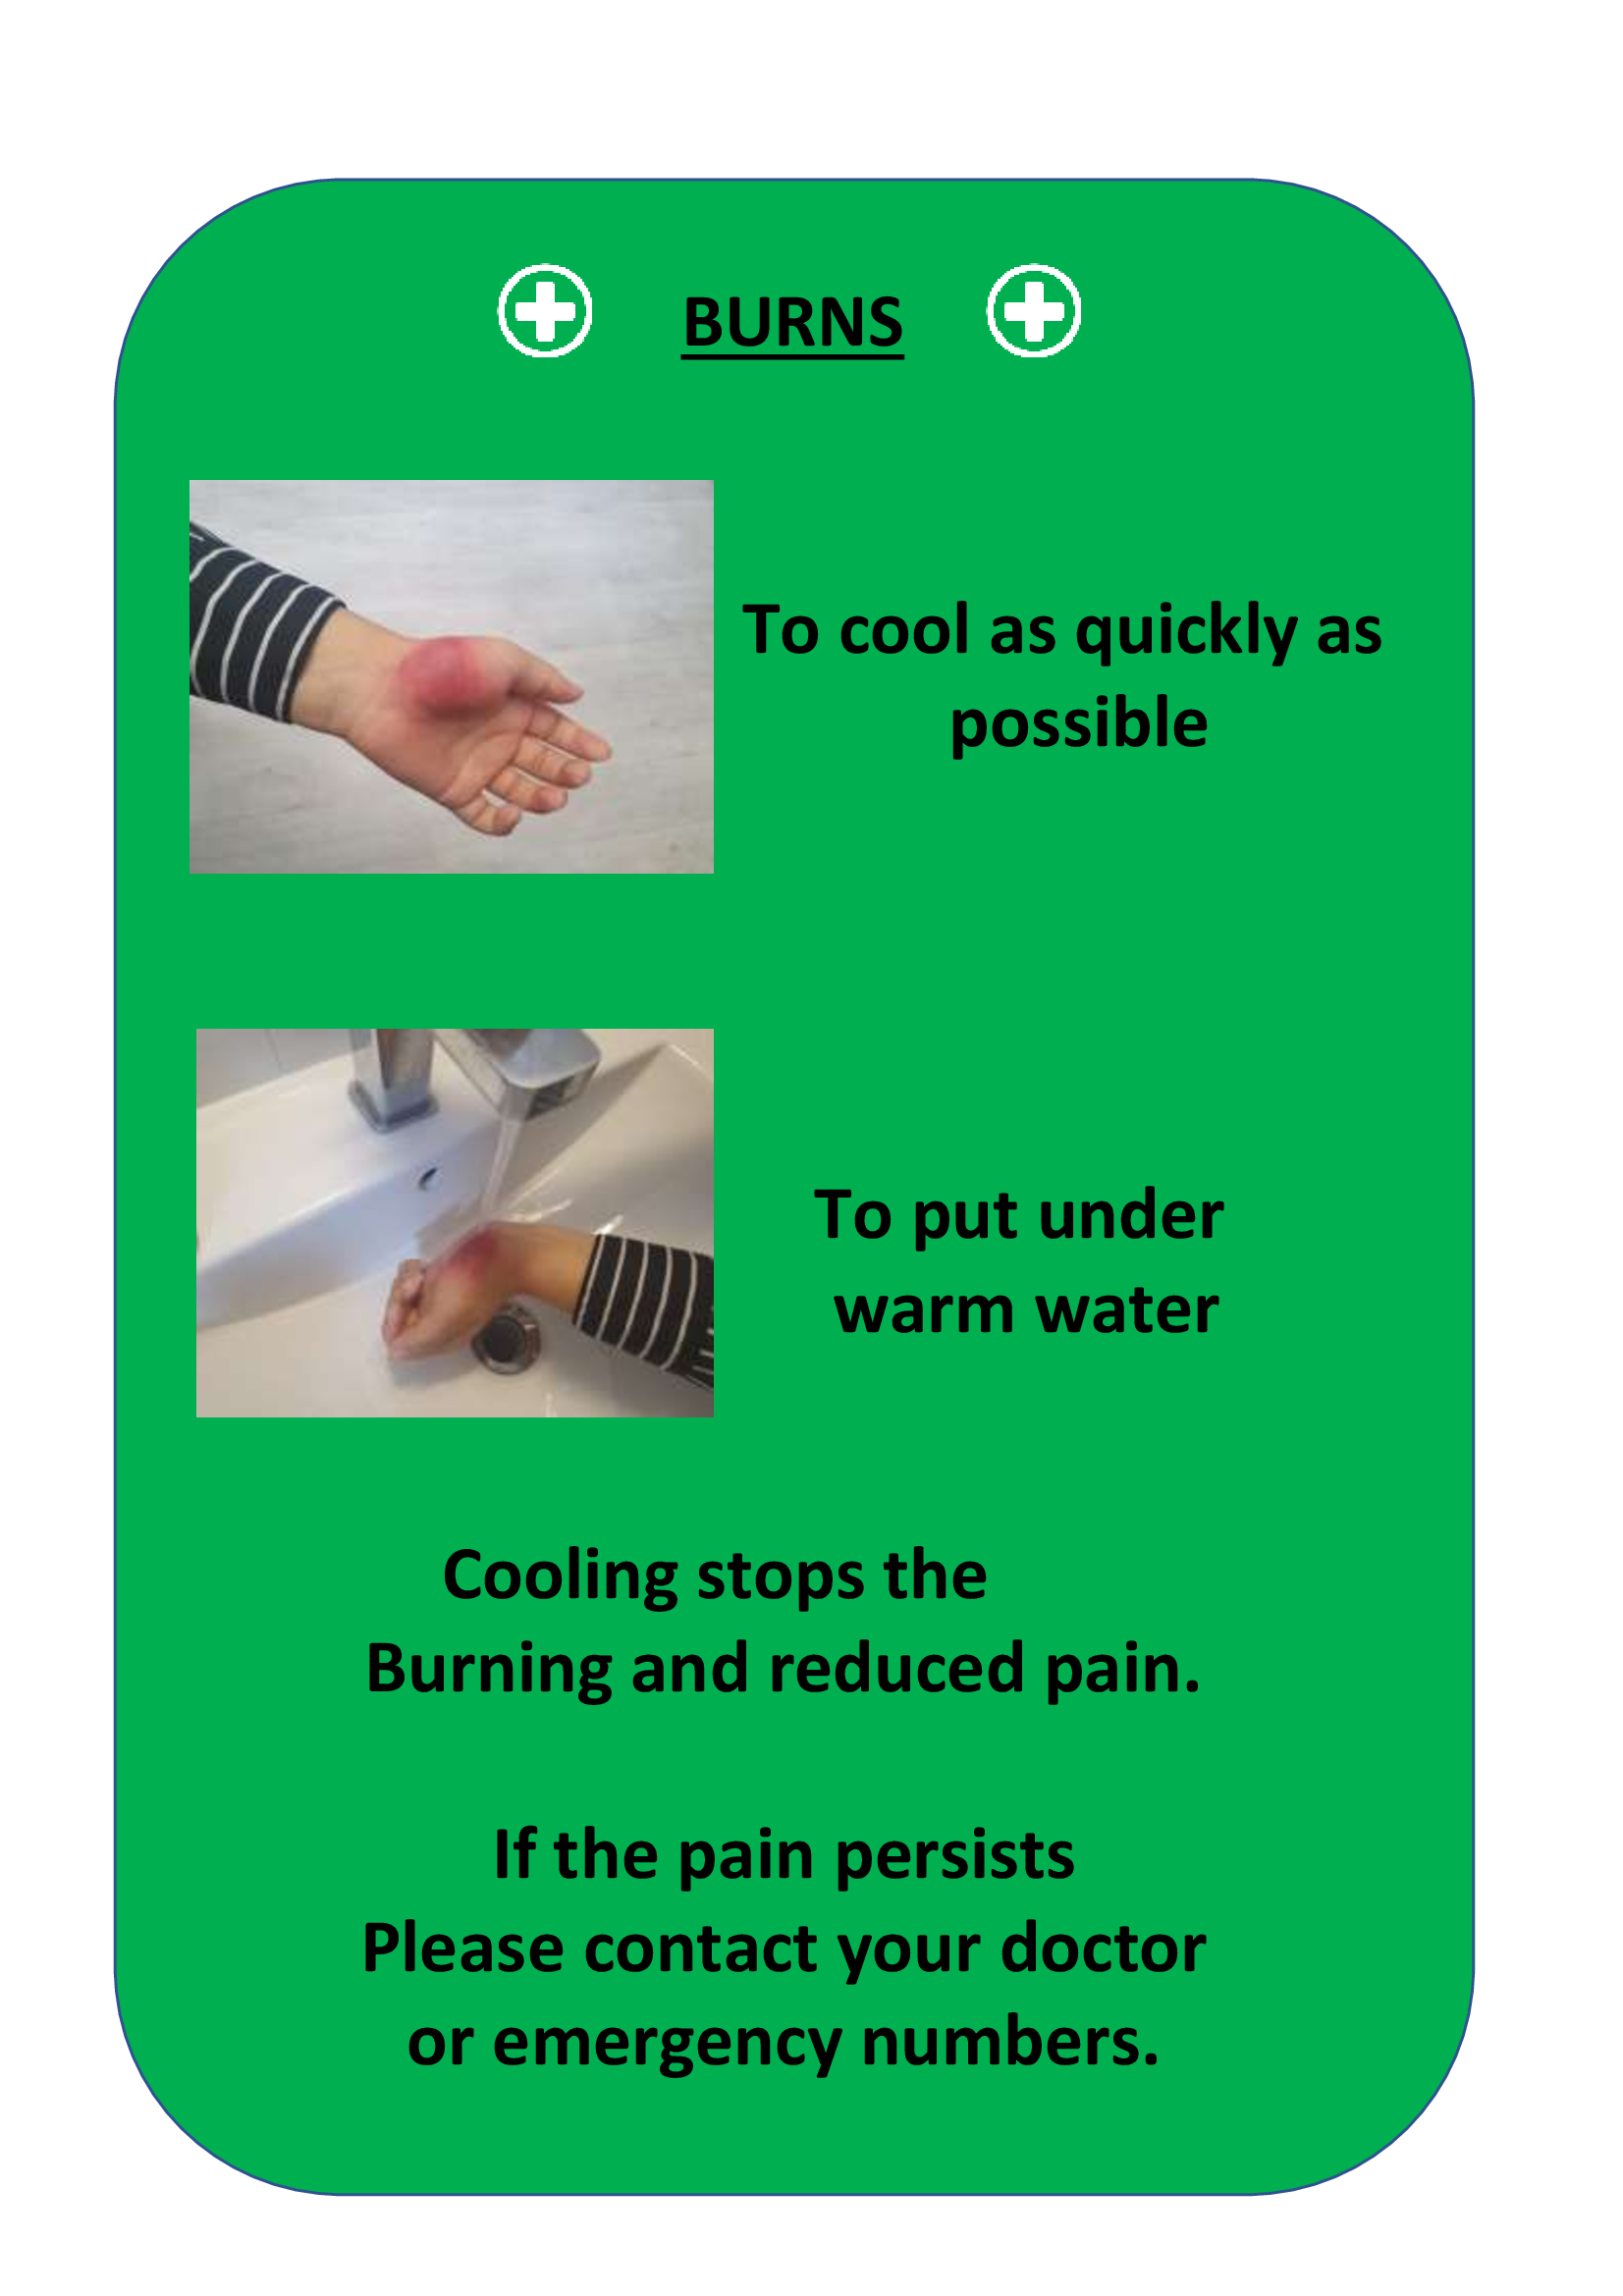 BURNS
To cool as quickly as
possible
To put under
warm water
Cooling stops the
Burning and reduced pain.
If the pain persists
Please contact your doctor
or emergency numbers.